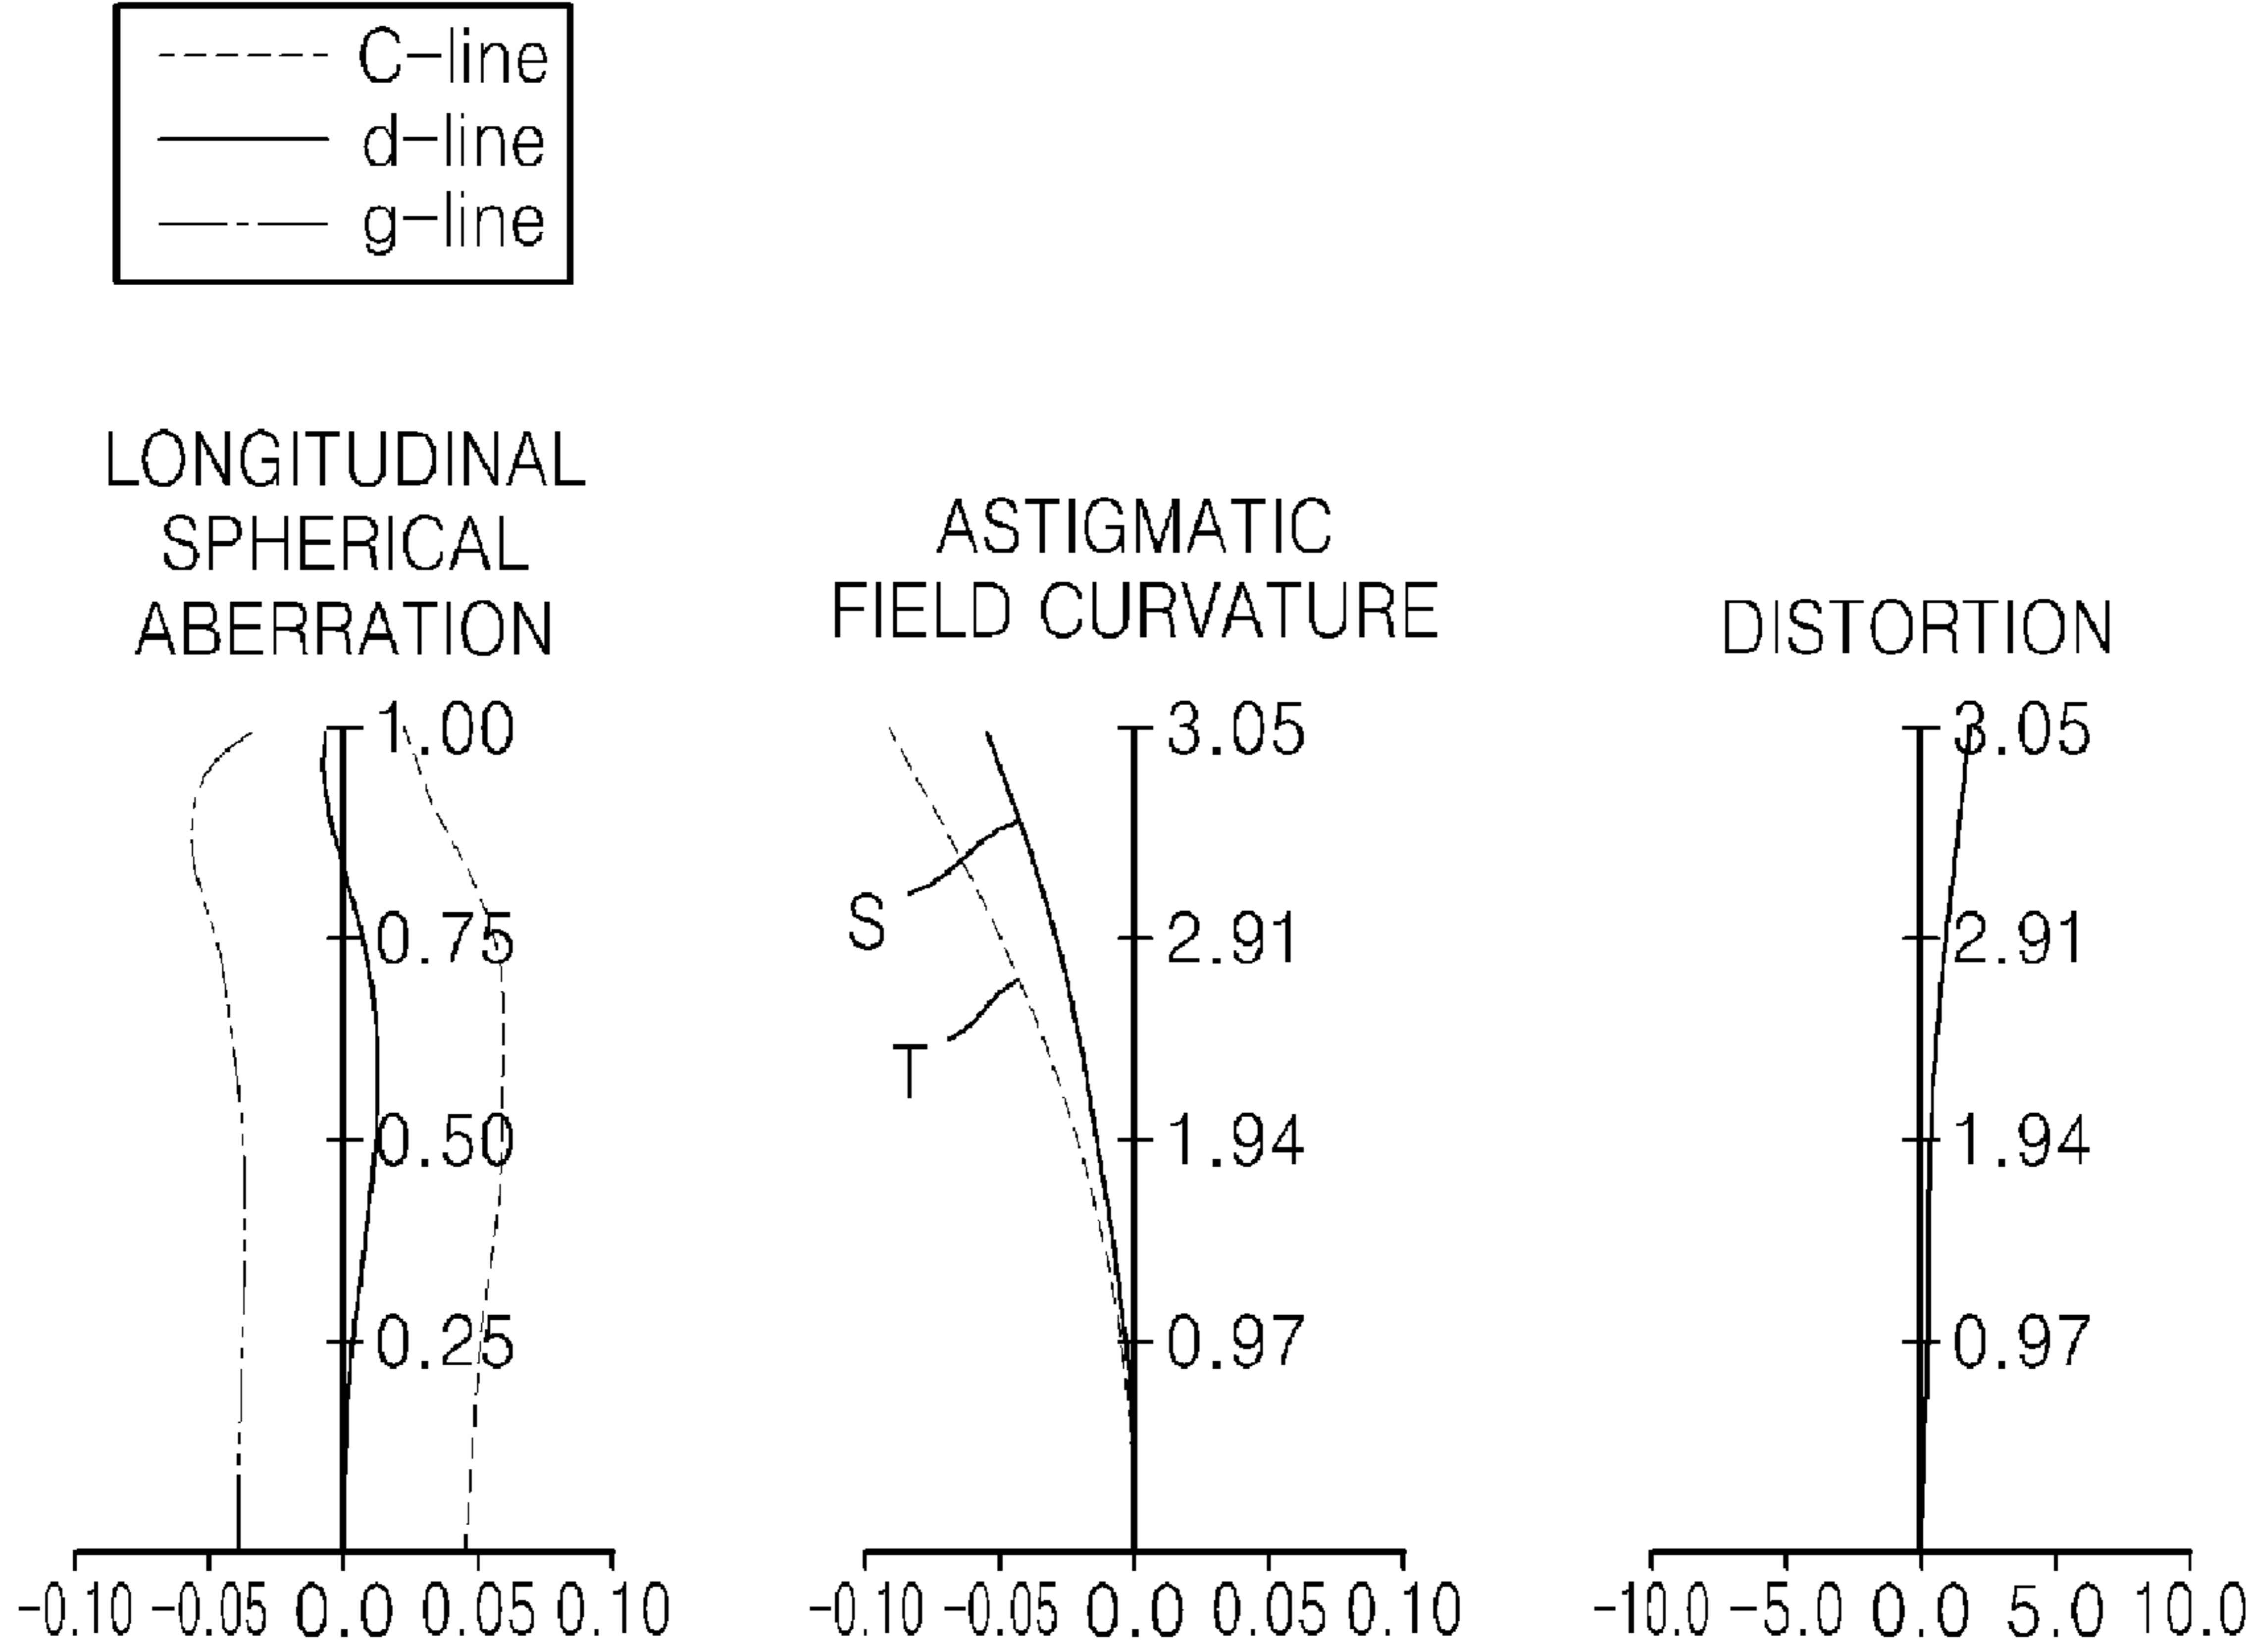 C-line
d-line
g-line
LONGITUDINAL
SPHERICAL
ABERRATION
1.00
0.75
0.50
0.25
-0.10 -0.05 0.0 0.05 0.10
ASTIGMATIC
FIELD CURVATURE
3.05
S
2.91
T
1.94
0.97
-0.10 -0.05 0.0 0.05 0.10
DISTORTION
3.05
2.91
1.94
0.97
-10.0 -5.0 0.0 5.0 10.0